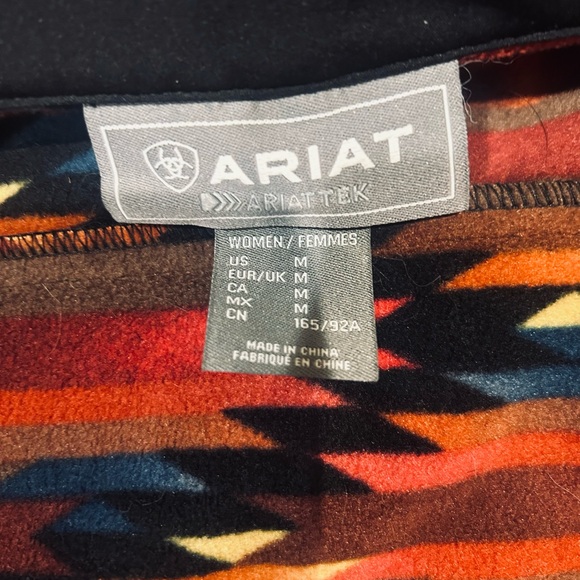 ARIAT
ARIATTEK
WOMEN / FEMMES
US M
EUR/UK M
CA M
MX M
CN 165/92A
MADE IN CHINA
FABRIQUÉ EN CHINE